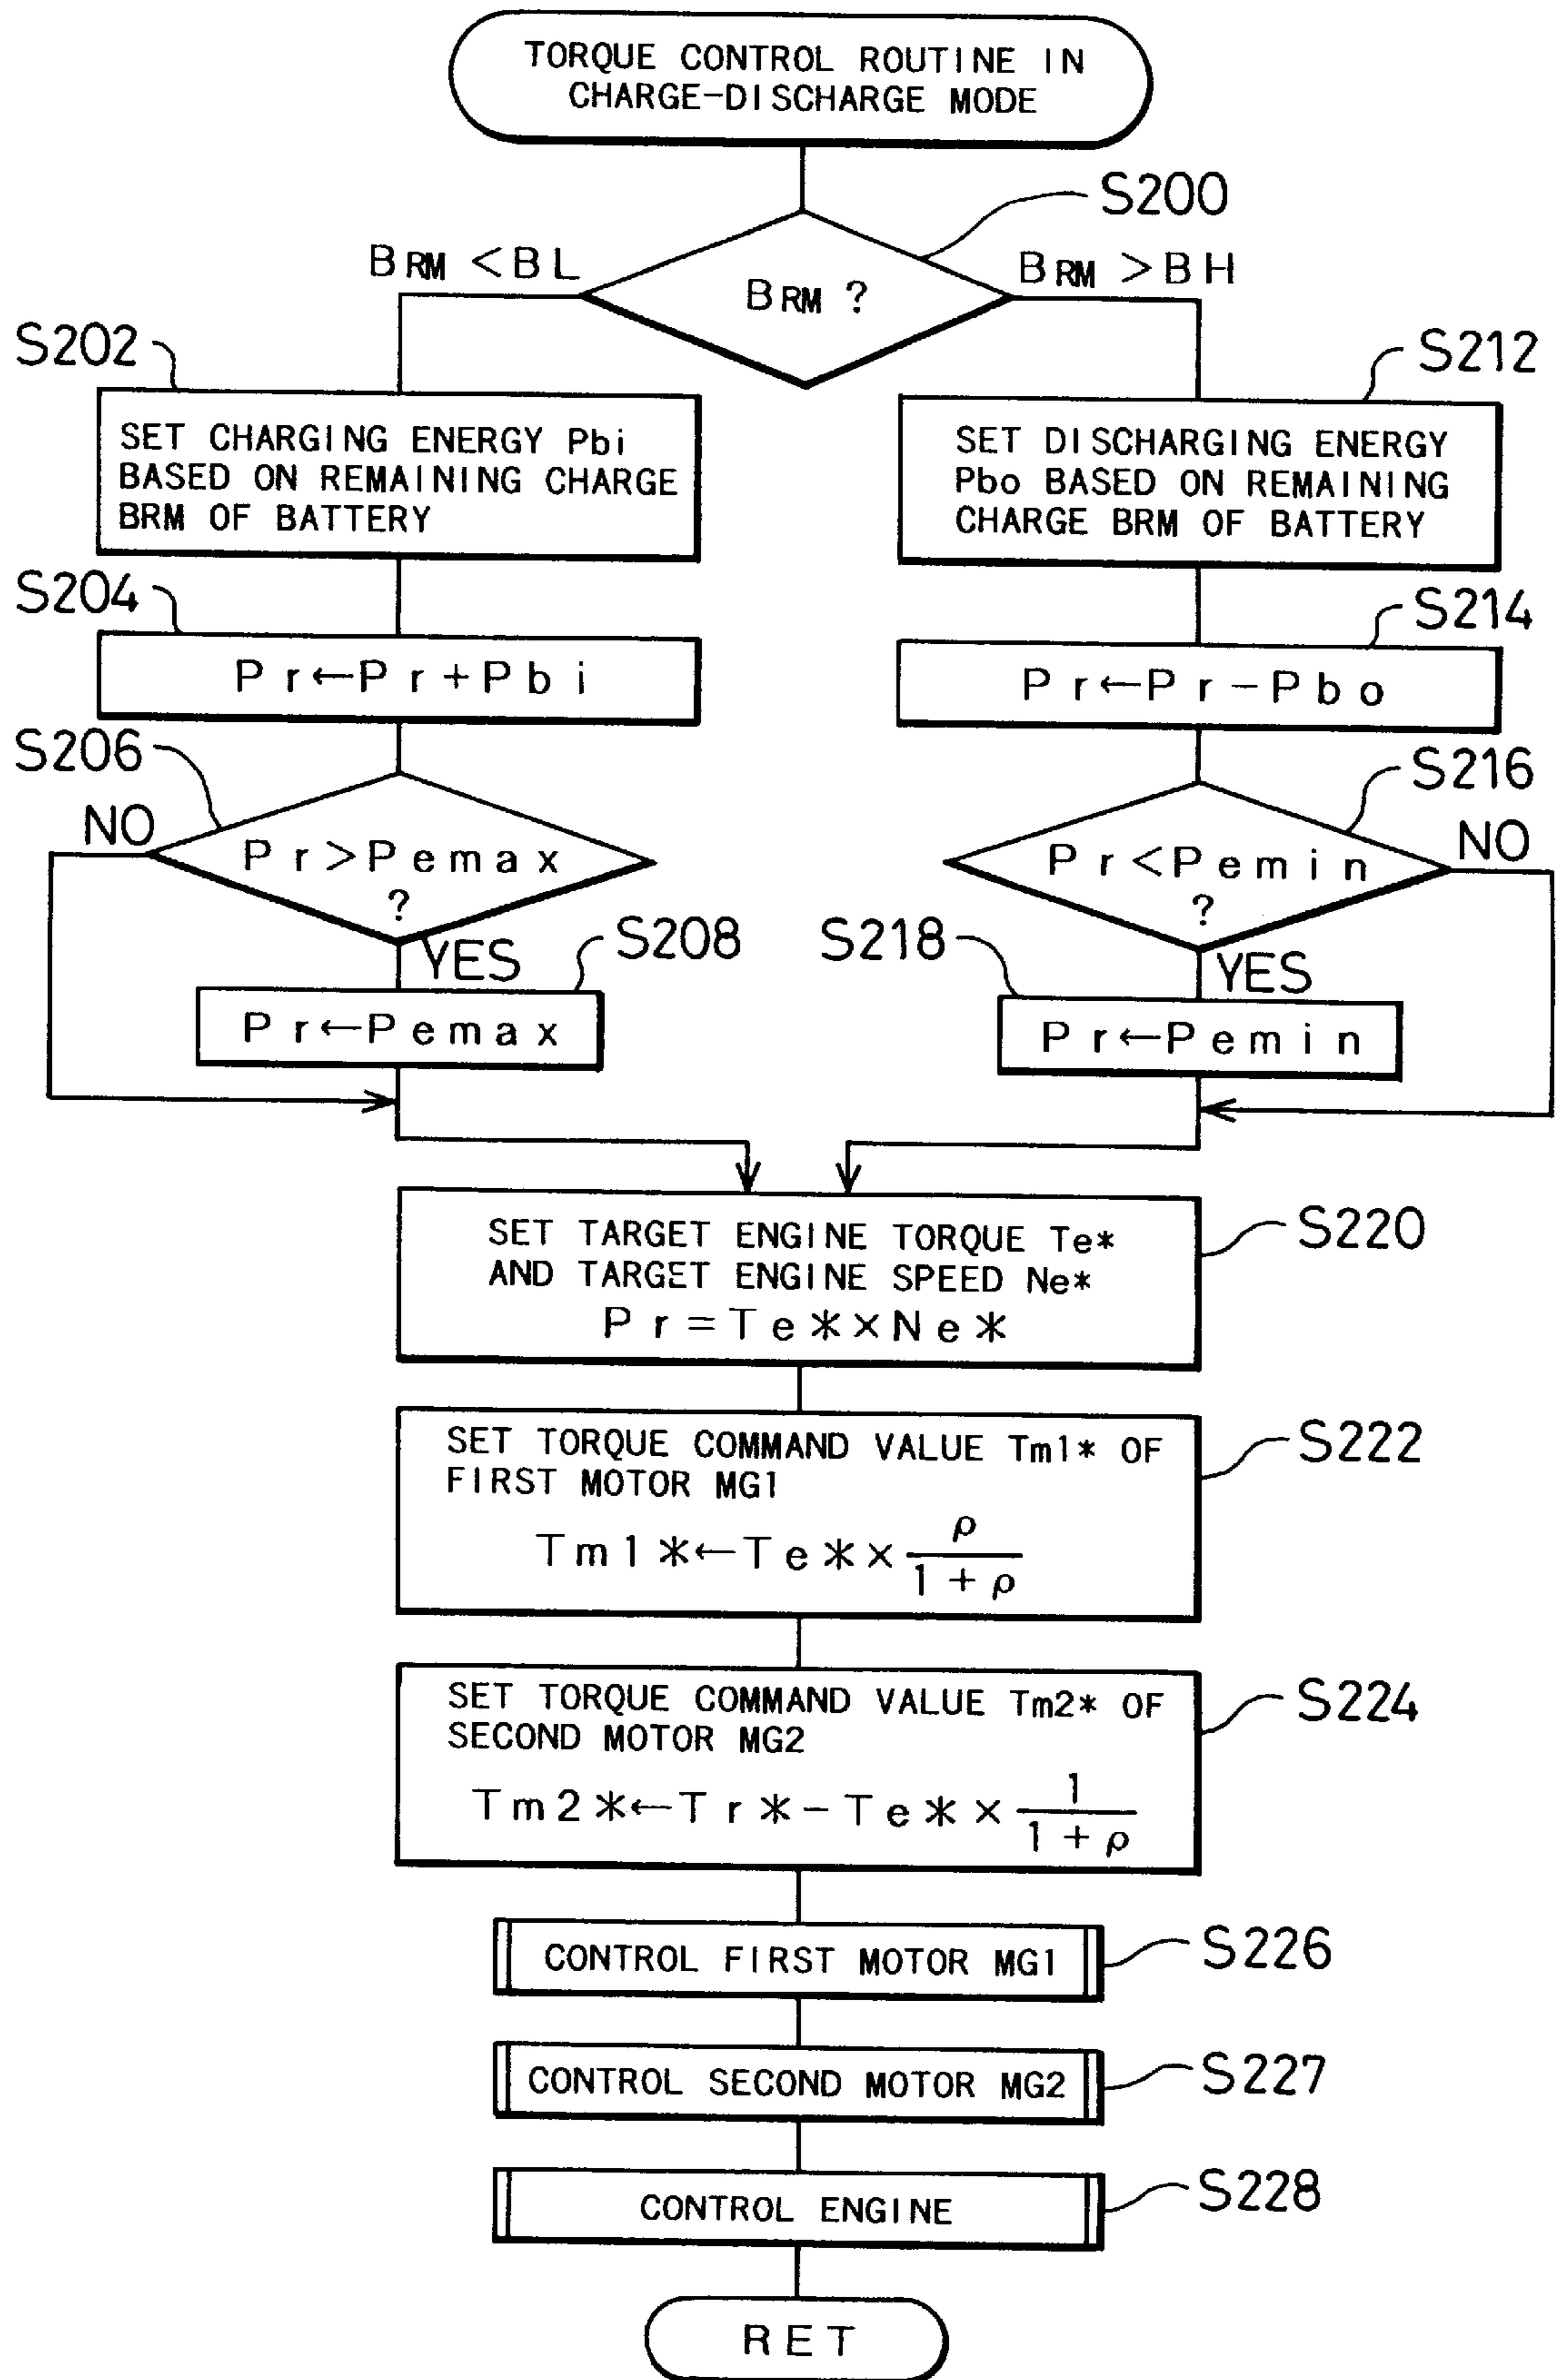 TORQUE CONTROL ROUTINE IN
CHARGE-DISCHARGE MODE
S200
BRM <BL
BRM ?
BRM >BH
S202
SET CHARGING ENERGY Pbi
BASED ON REMAINING CHARGE
BRM OF BATTERY
S212
SET DISCHARGING ENERGY
Pbo BASED ON REMAINING
CHARGE BRM OF BATTERY
S204
Pr←Pr+Pbi
S214
Pr←Pr−Pbo
S206
NO
Pr>Pemax
?
YES
S216
NO
Pr<Pemin
?
YES
S208
Pr←Pemax
S218
Pr←Pemin
S220
SET TARGET ENGINE TORQUE Te*
AND TARGET ENGINE SPEED Ne*
Pr=Te*×Ne*
S222
SET TORQUE COMMAND VALUE Tm1* OF
FIRST MOTOR MG1
Tm1*←Te*×ρ/1+ρ
S224
SET TORQUE COMMAND VALUE Tm2* OF
SECOND MOTOR MG2
Tm2*←Tr*−Te*×1/1+ρ
CONTROL FIRST MOTOR MG1
S226
CONTROL SECOND MOTOR MG2
S227
CONTROL ENGINE
S228
RET